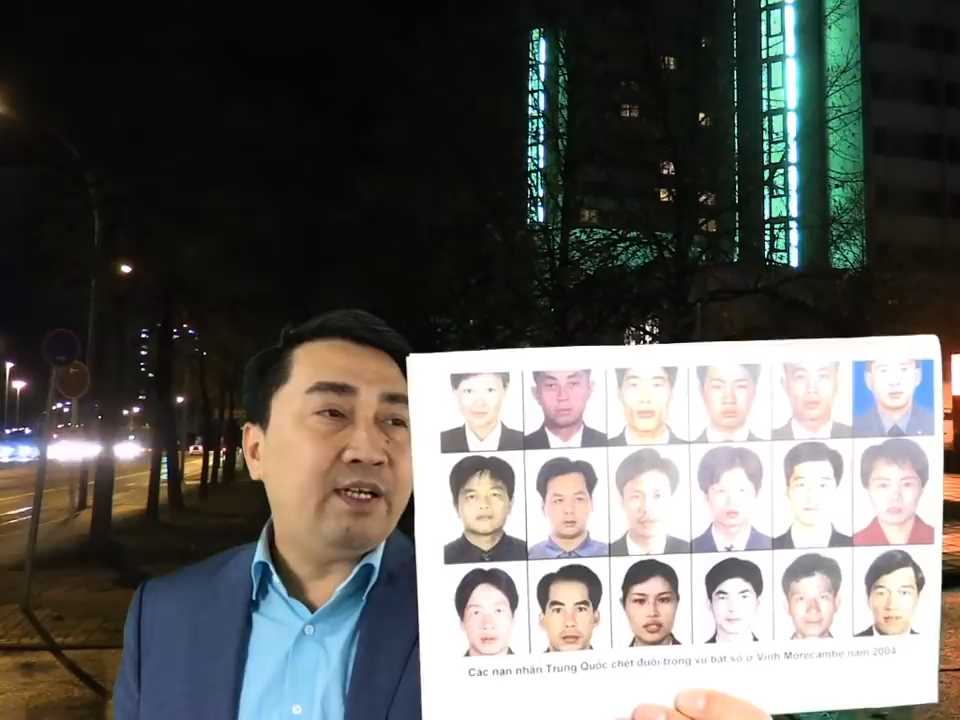 Các nạn nhân Trung Quốc chết đuối trong vụ bắt sò ở Vịnh Morecambe năm 2004